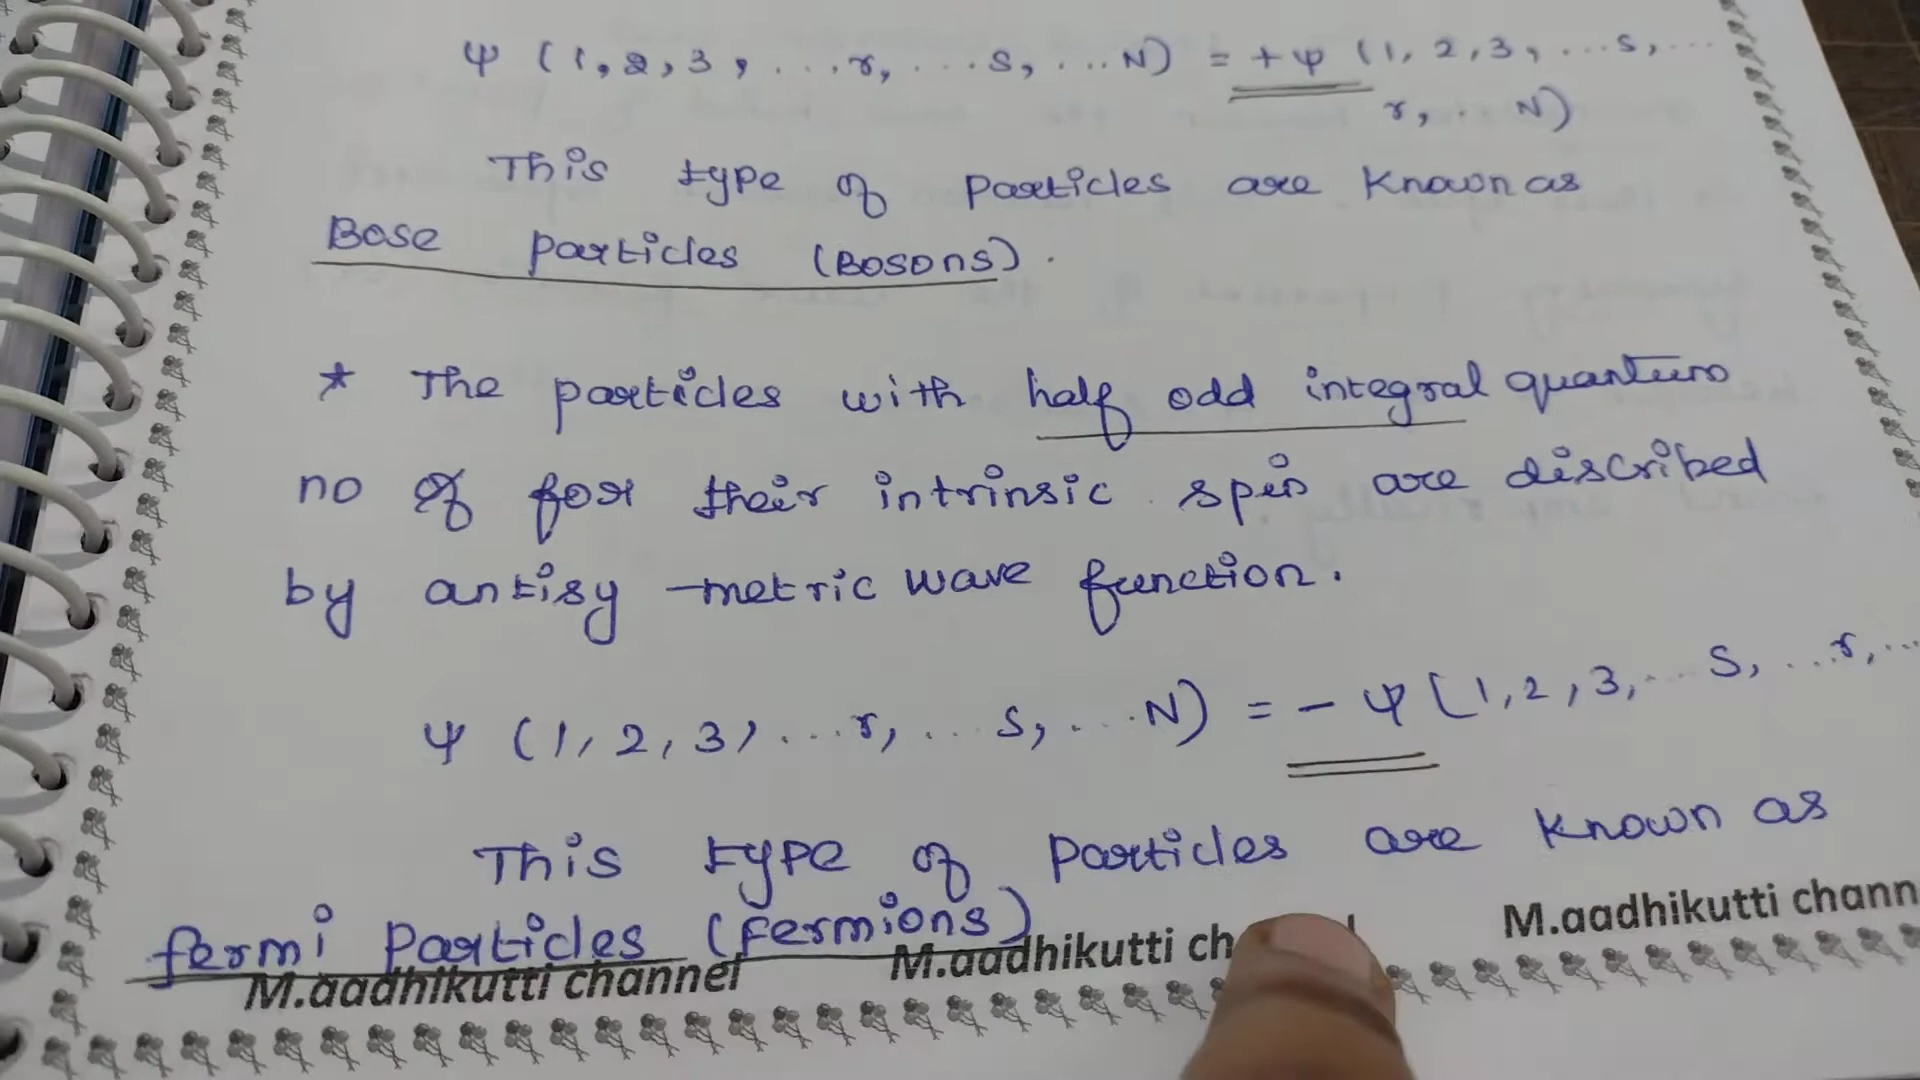 ψ (1, 2, 3, ...r, ...s, ...N) = +ψ (1, 2, 3, ...s, ...
r, . N)
This type of particles are known as
Bose particles (Bosons).
* The particles with half odd integral quantum
no of for their intrinsic spin are described
by antisy-metric wave function.
ψ (1, 2, 3, ...r, ...s, ...N) = - ψ (1, 2, 3, ... s, ...r, ...
This type of particles are known as
fermi particles (fermions)
M.aadhikutti channel M.aadhikutti ch l M.aadhikutti chann